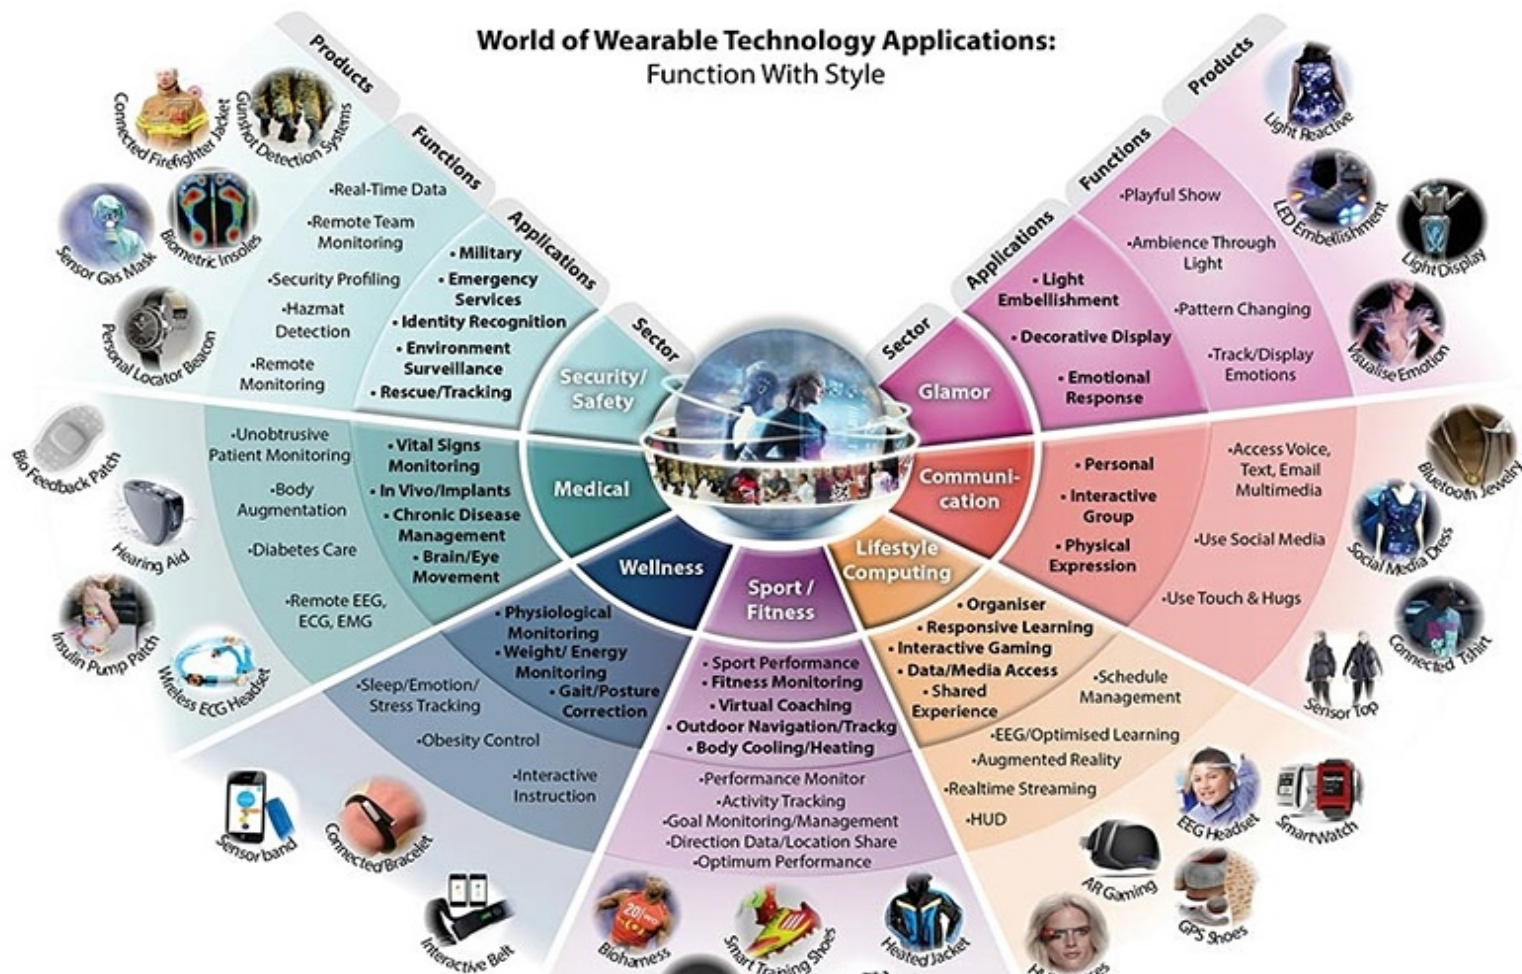 World of Wearable Technology Applications:
Function With Style
Products
Functions
Applications
Sector
Connected Firefighter Jacket
Gunshot Detection Systems
Sensor Gas Mask
Biometric Insoles
Personal Locator Beacon
•Real-Time Data
•Remote Team
Monitoring
•Security Profiling
•Hazmat
Detection
•Remote
Monitoring
• Military
• Emergency
Services
• Identity Recognition
• Environment
Surveillance
• Rescue/Tracking
Security/
Safety
Bio Feedback Patch
Hearing Aid
Insulin Pump Patch
Wireless ECG Headset
•Unobtrusive
Patient Monitoring
•Body
Augmentation
•Diabetes Care
•Remote EEG,
ECG, EMG
• Vital Signs
Monitoring
• In Vivo/Implants
• Chronic Disease
Management
• Brain/Eye
Movement
Medical
Wellness
• Physiological
Monitoring
• Weight/ Energy
Monitoring
• Gait/Posture
Correction
•Sleep/Emotion/
Stress Tracking
•Obesity Control
•Interactive
Instruction
Sensor band
Connected Bracelet
Interactive Belt
Sport /
Fitness
• Sport Performance
• Fitness Monitoring
• Virtual Coaching
• Outdoor Navigation/Trackg
• Body Cooling/Heating
•Performance Monitor
•Activity Tracking
•Goal Monitoring/Management
•Direction Data/Location Share
•Optimum Performance
Bioharness
Smart Training Shoes
Heated Jacket
Lifestyle
Computing
• Organiser
• Responsive Learning
• Interactive Gaming
• Data/Media Access
• Shared
Experience
•Schedule
Management
•EEG/Optimised Learning
•Augmented Reality
•Realtime Streaming
•HUD
EEG Headset
SmartWatch
AR Gaming
GPS Shoes
Communi-
cation
• Personal
• Interactive
Group
• Physical
Expression
•Access Voice,
Text, Email
Multimedia
•Use Social Media
•Use Touch & Hugs
Bluetooth Jewelry
Social Media Dress
Connected Tshirt
Sensor Top
Sector
Applications
Functions
Products
Glamor
• Light
Embellishment
• Decorative Display
• Emotional
Response
•Playful Show
•Ambience Through
Light
•Pattern Changing
•Track/Display
Emotions
Light Reactive
LED Embellishment
Light Display
Visualise Emotion